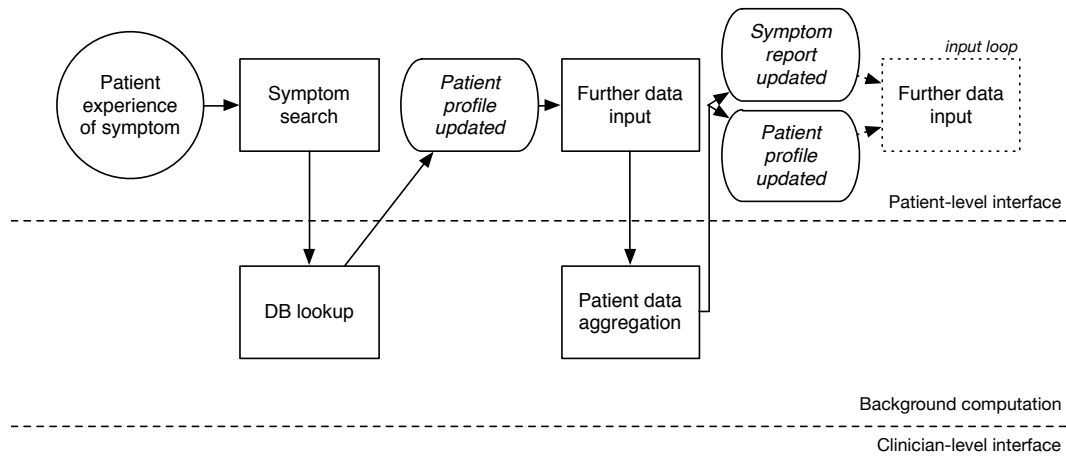 Patient
experience
of symptom
Symptom
search
Patient
profile
updated
Further data
input
Symptom
report
updated
Patient
profile
updated
input loop
Further data
input
Patient-level interface
DB lookup
Patient data
aggregation
Background computation
Clinician-level interface